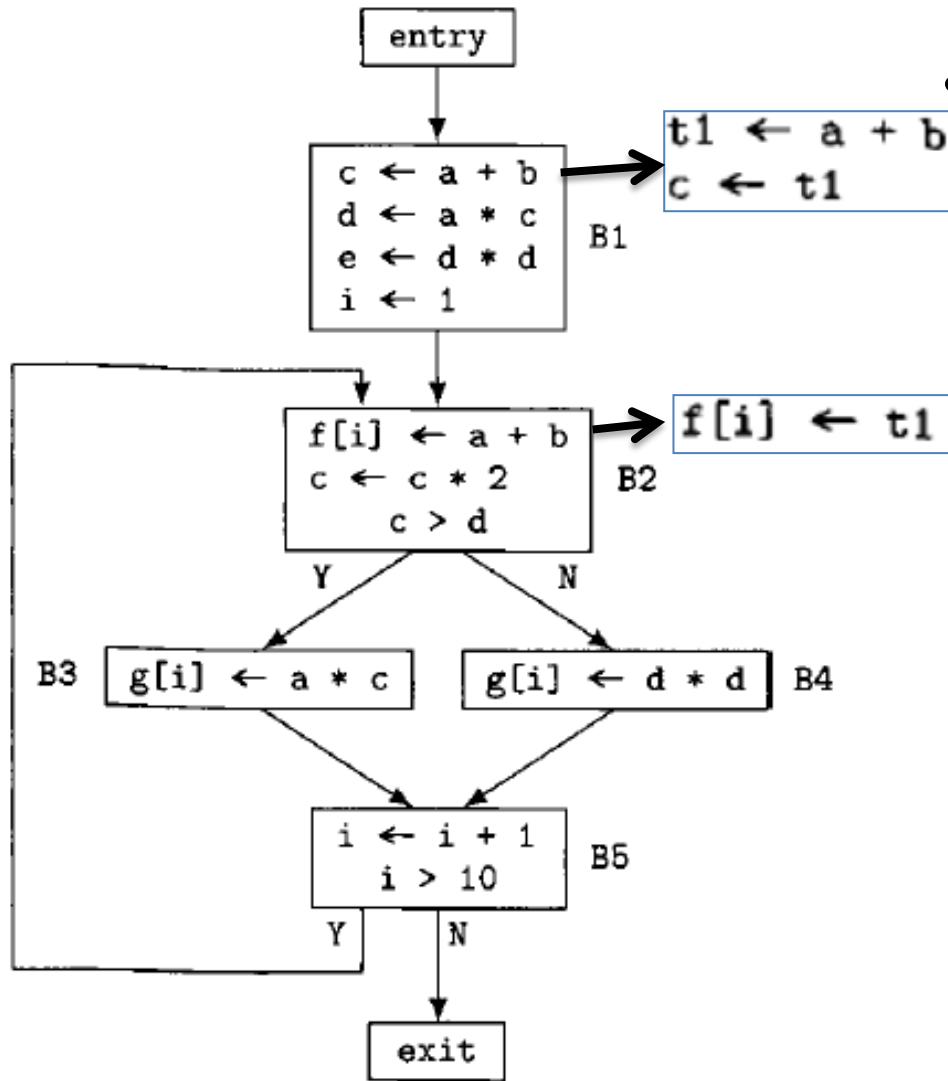 entry
c ← a + b
d ← a * c
e ← d * d
i ← 1
B1
t1 ← a + b
c ← t1
f[i] ← a + b
c ← c * 2
c > d
B2
f[i] ← t1
Y N
B3 g[i] ← a * c g[i] ← d * d B4
i ← i + 1
i > 10
B5
Y N
exit